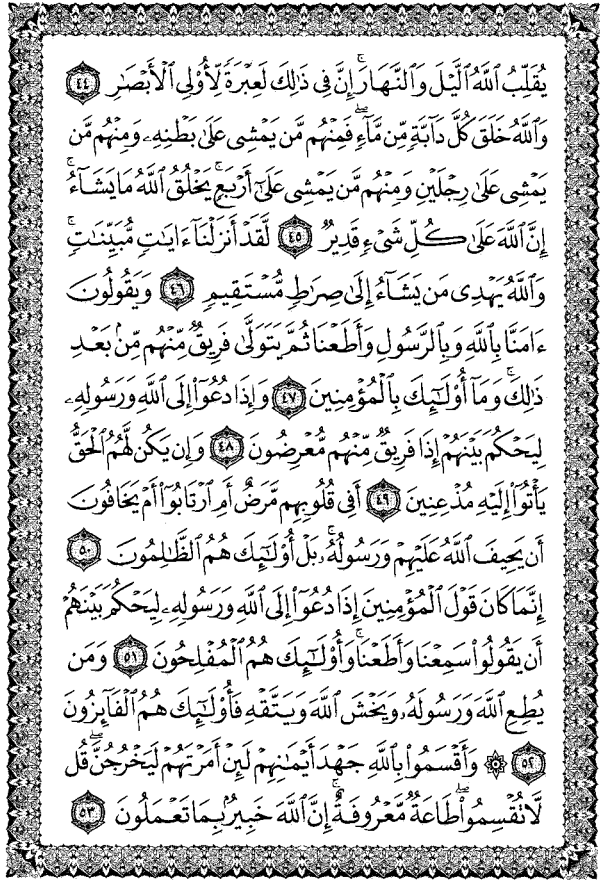 يُقَلِّبُ ٱللَّهُ ٱلَّيْلَ وَٱلنَّهَارَ ۚ إِنَّ فِى ذَٰلِكَ لَعِبْرَةً لِّأُو۟لِى ٱلْأَبْصَـٰرِ ٤٤
وَٱللَّهُ خَلَقَ كُلَّ دَآبَّةٍ مِّن مَّآءٍ ۖ فَمِنْهُم مَّن يَمْشِى عَلَىٰ بَطْنِهِۦ وَمِنْهُم مَّن
يَمْشِى عَلَىٰ رِجْلَيْنِ وَمِنْهُم مَّن يَمْشِى عَلَىٰٓ أَرْبَعٍ ۚ يَخْلُقُ ٱللَّهُ مَا يَشَآءُ ۚ
إِنَّ ٱللَّهَ عَلَىٰ كُلِّ شَىْءٍ قَدِيرٌ ٤٥ لَّقَدْ أَنزَلْنَآ ءَايَـٰتٍ مُّبَيِّنَـٰتٍ ۚ
وَٱللَّهُ يَهْدِى مَن يَشَآءُ إِلَىٰ صِرَٰطٍ مُّسْتَقِيمٍ ٤٦ وَيَقُولُونَ
ءَامَنَّا بِٱللَّهِ وَبِٱلرَّسُولِ وَأَطَعْنَا ثُمَّ يَتَوَلَّىٰ فَرِيقٌ مِّنْهُم مِّنۢ بَعْدِ
ذَٰلِكَ ۚ وَمَآ أُو۟لَـٰٓئِكَ بِٱلْمُؤْمِنِينَ ٤٧ وَإِذَا دُعُوٓا۟ إِلَى ٱللَّهِ وَرَسُولِهِۦ
لِيَحْكُمَ بَيْنَهُمْ إِذَا فَرِيقٌ مِّنْهُم مُّعْرِضُونَ ٤٨ وَإِن يَكُن لَّهُمُ ٱلْحَقُّ
يَأْتُوٓا۟ إِلَيْهِ مُذْعِنِينَ ٤٩ أَفِى قُلُوبِهِم مَّرَضٌ أَمِ ٱرْتَابُوٓا۟ أَمْ يَخَافُونَ
أَن يَحِيفَ ٱللَّهُ عَلَيْهِمْ وَرَسُولُهُۥ ۚ بَلْ أُو۟لَـٰٓئِكَ هُمُ ٱلظَّـٰلِمُونَ ٥٠
إِنَّمَا كَانَ قَوْلَ ٱلْمُؤْمِنِينَ إِذَا دُعُوٓا۟ إِلَى ٱللَّهِ وَرَسُولِهِۦ لِيَحْكُمَ بَيْنَهُمْ
أَن يَقُولُوا۟ سَمِعْنَا وَأَطَعْنَا ۚ وَأُو۟لَـٰٓئِكَ هُمُ ٱلْمُفْلِحُونَ ٥١ وَمَن
يُطِعِ ٱللَّهَ وَرَسُولَهُۥ وَيَخْشَ ٱللَّهَ وَيَتَّقْهِ فَأُو۟لَـٰٓئِكَ هُمُ ٱلْفَآئِزُونَ
٥٢ ۞ وَأَقْسَمُوا۟ بِٱللَّهِ جَهْدَ أَيْمَـٰنِهِمْ لَئِنْ أَمَرْتَهُمْ لَيَخْرُجُنَّ ۖ قُل
لَّا تُقْسِمُوا۟ ۖ طَاعَةٌ مَّعْرُوفَةٌ ۚ إِنَّ ٱللَّهَ خَبِيرٌۢ بِمَا تَعْمَلُونَ ٥٣